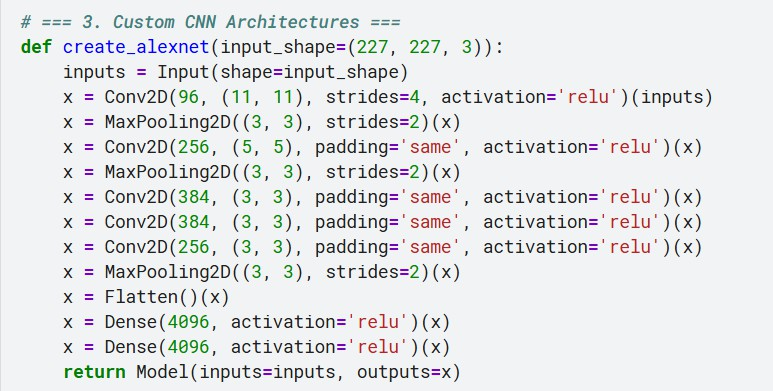 # === 3. Custom CNN Architectures ===
def create_alexnet(input_shape=(227, 227, 3)):
    inputs = Input(shape=input_shape)
    x = Conv2D(96, (11, 11), strides=4, activation='relu')(inputs)
    x = MaxPooling2D((3, 3), strides=2)(x)
    x = Conv2D(256, (5, 5), padding='same', activation='relu')(x)
    x = MaxPooling2D((3, 3), strides=2)(x)
    x = Conv2D(384, (3, 3), padding='same', activation='relu')(x)
    x = Conv2D(384, (3, 3), padding='same', activation='relu')(x)
    x = Conv2D(256, (3, 3), padding='same', activation='relu')(x)
    x = MaxPooling2D((3, 3), strides=2)(x)
    x = Flatten()(x)
    x = Dense(4096, activation='relu')(x)
    x = Dense(4096, activation='relu')(x)
    return Model(inputs=inputs, outputs=x)